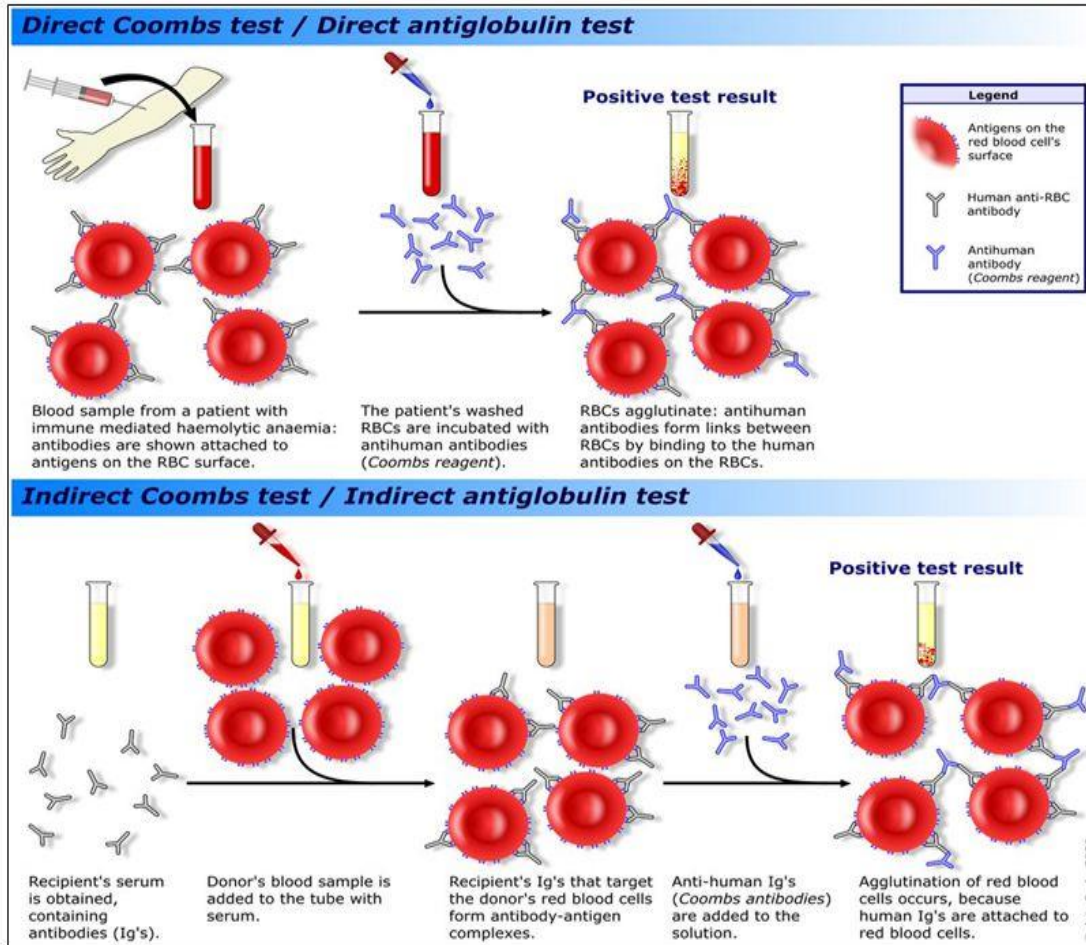 Direct Coombs test / Direct antiglobulin test
Positive test result
Legend
Antigens on the
red blood cell's
surface
Human anti-RBC
antibody
Antihuman
antibody
(Coombs reagent)
Blood sample from a patient with
immune mediated haemolytic anaemia:
antibodies are shown attached to
antigens on the RBC surface.
The patient's washed
RBCs are incubated with
antihuman antibodies
(Coombs reagent).
RBCs agglutinate: antihuman
antibodies form links between
RBCs by binding to the human
antibodies on the RBCs.
Indirect Coombs test / Indirect antiglobulin test
Positive test result
Recipient's serum
is obtained,
containing
antibodies (Ig's).
Donor's blood sample is
added to the tube with
serum.
Recipient's Ig's that target
the donor's red blood cells
form antibody-antigen
complexes.
Anti-human Ig's
(Coombs antibodies)
are added to the
solution.
Agglutination of red blood
cells occurs, because
human Ig's are attached to
red blood cells.